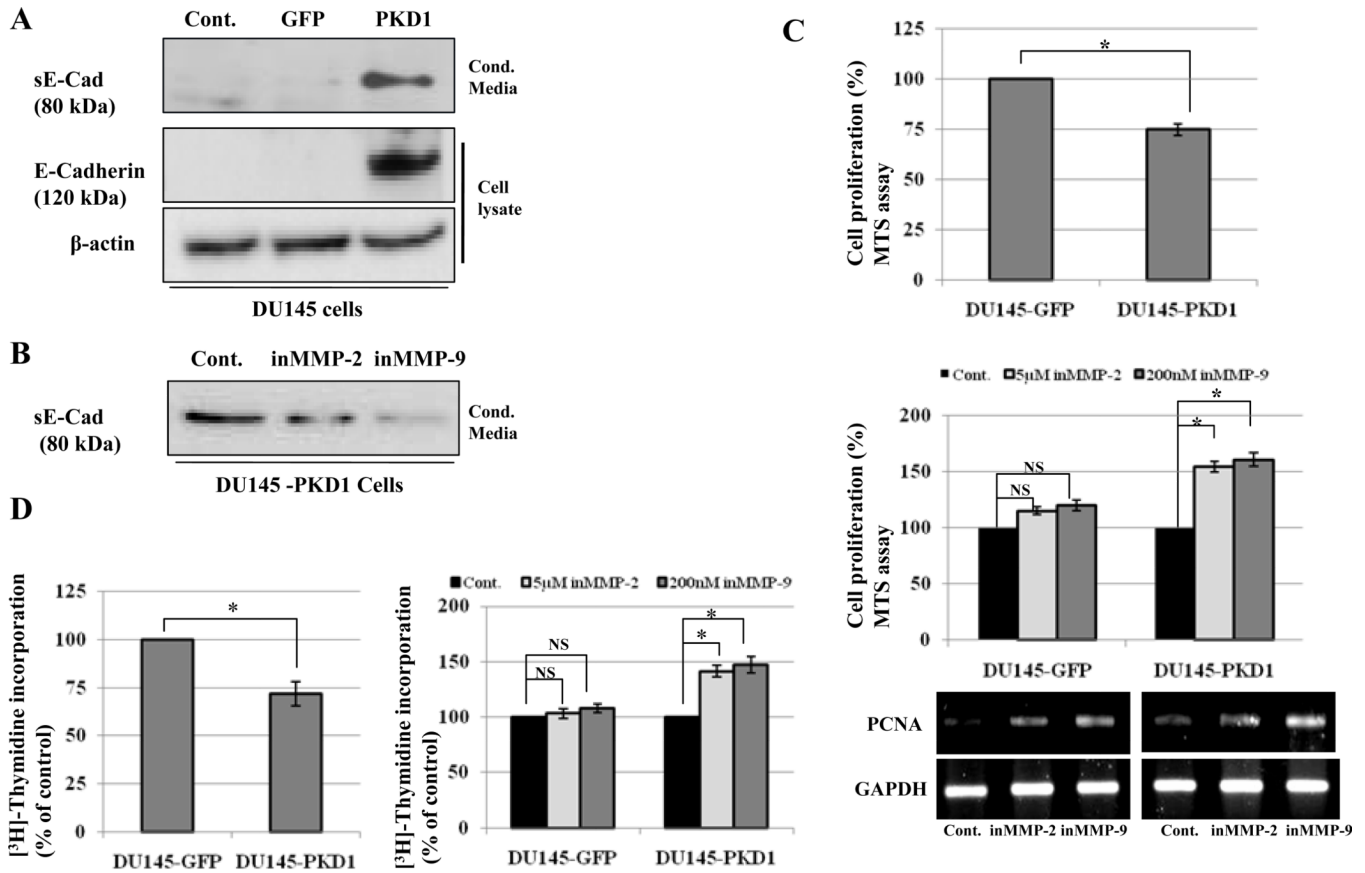 A
Cont. GFP PKD1
sE-Cad
(80 kDa)
Cond.
Media
E-Cadherin
(120 kDa)
β-actin
Cell
lysate
DU145 cells
B
Cont. inMMP-2 inMMP-9
sE-Cad
(80 kDa)
Cond.
Media
DU145 -PKD1 Cells
C
Cell proliferation (%)
MTS assay
125
100
75
50
25
0
*
DU145-GFP DU145-PKD1
Cont. 5µM inMMP-2 200nM inMMP-9
Cell proliferation (%)
MTS assay
200
150
100
50
0
NS
NS
*
*
DU145-GFP DU145-PKD1
PCNA
GAPDH
Cont. inMMP-2 inMMP-9 Cont. inMMP-2 inMMP-9
D
[³H]-Thymidine incorporation
(% of control)
125
100
75
50
25
0
*
DU145-GFP DU145-PKD1
Cont. 5µM inMMP-2 200nM inMMP-9
[³H]-Thymidine incorporation
(% of control)
200
150
100
50
0
NS
NS
*
*
DU145-GFP DU145-PKD1